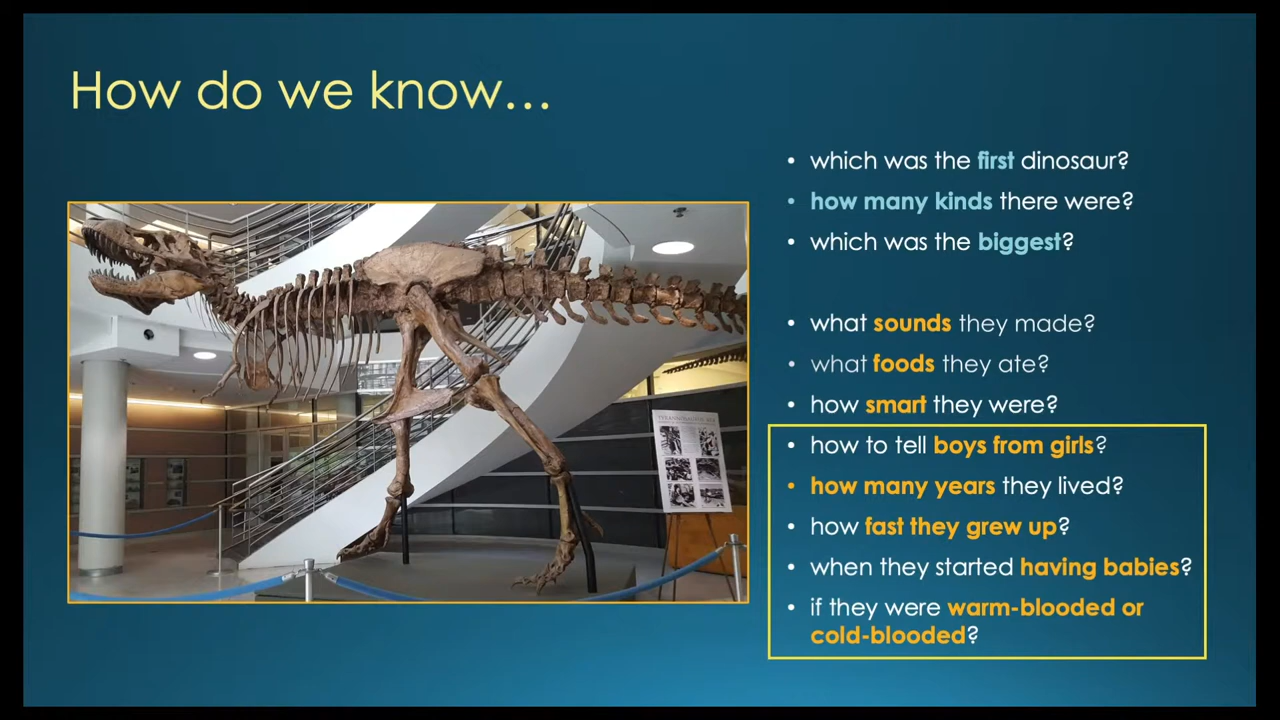 How do we know…
• which was the first dinosaur?
• how many kinds there were?
• which was the biggest?
• what sounds they made?
• what foods they ate?
• how smart they were?
• how to tell boys from girls?
• how many years they lived?
• how fast they grew up?
• when they started having babies?
• if they were warm-blooded or
cold-blooded?